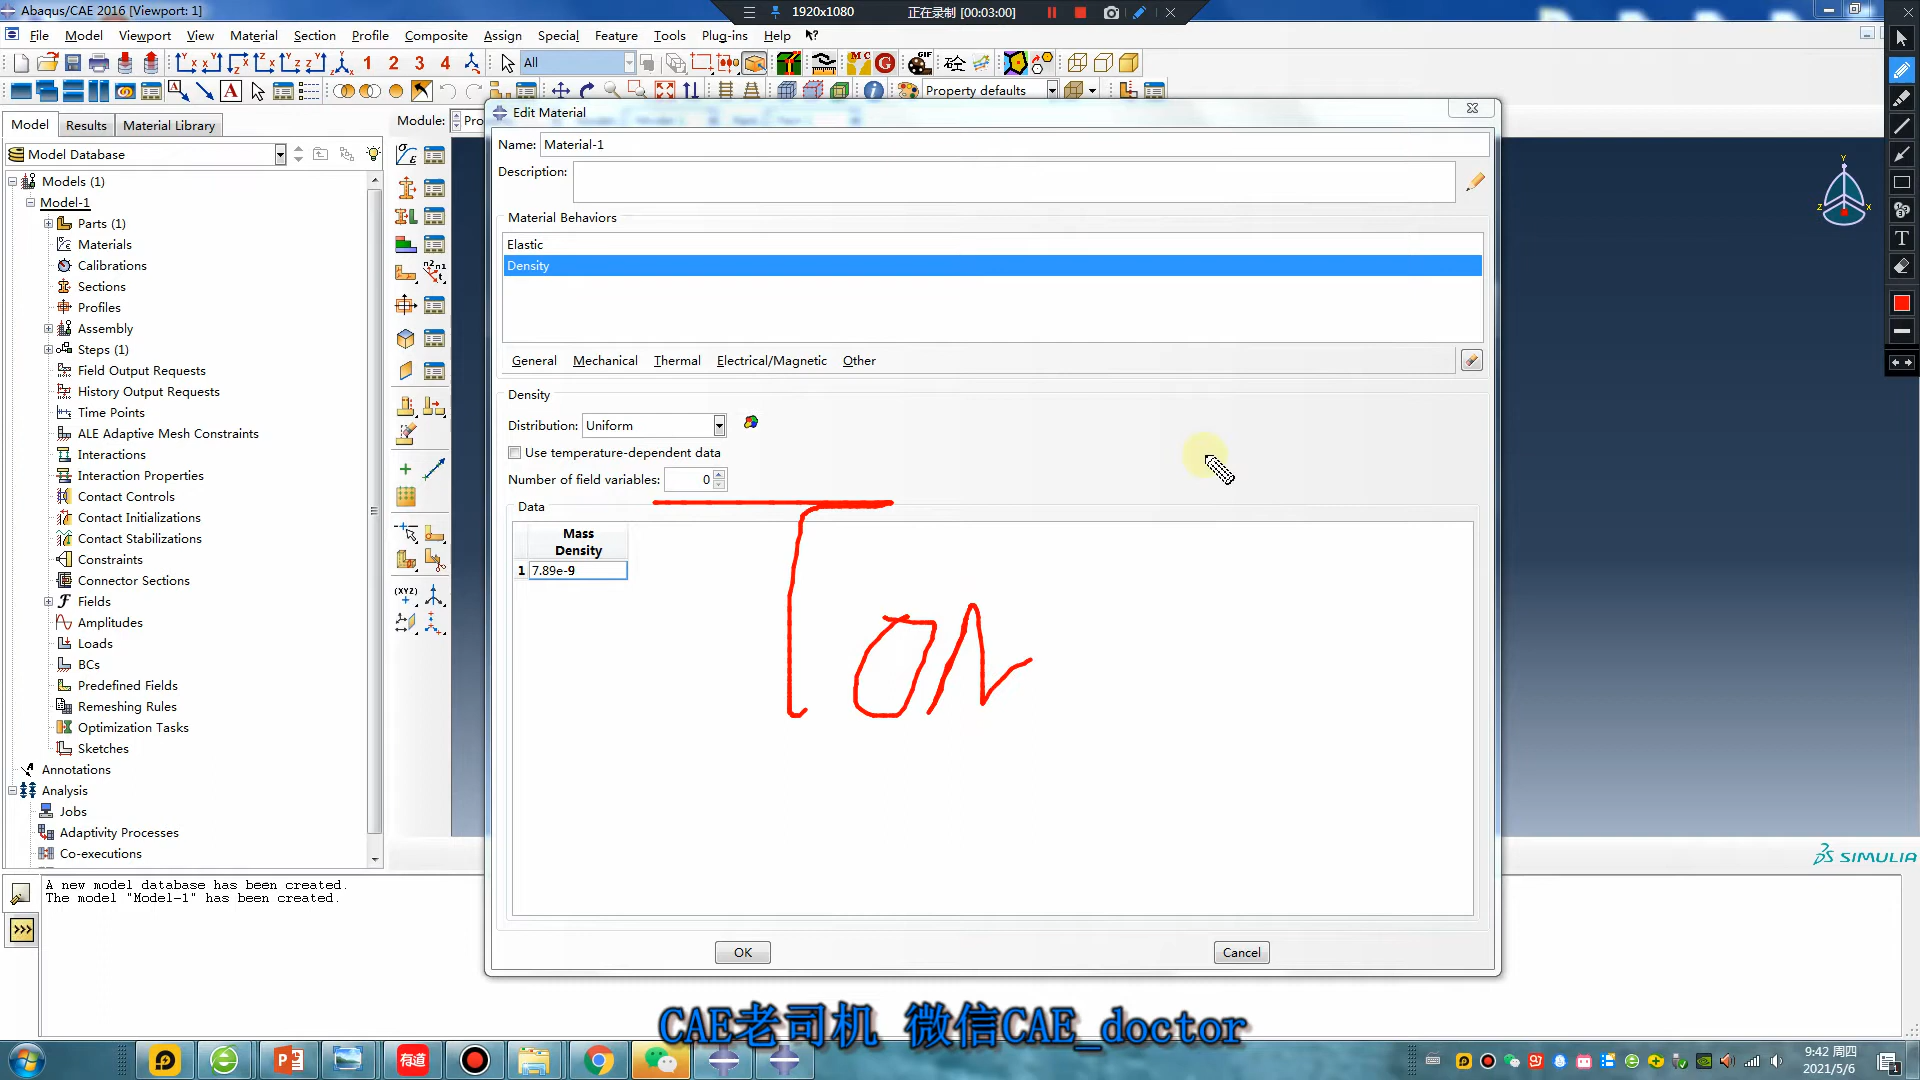 Abaqus/CAE 2016 [Viewport: 1]
1920x1080 正在录制 [00:03:00]
File Model Viewport View Material Section Profile Composite Assign Special Feature Tools Plug-ins Help
1 2 3 4 All
Property defaults
Model Results Material Library
Module:
Model Database
Models (1)
Model-1
Parts (1)
Materials
Calibrations
Sections
Profiles
Assembly
Steps (1)
Field Output Requests
History Output Requests
Time Points
ALE Adaptive Mesh Constraints
Interactions
Interaction Properties
Contact Controls
Contact Initializations
Contact Stabilizations
Constraints
Connector Sections
Fields
Amplitudes
Loads
BCs
Predefined Fields
Remeshing Rules
Optimization Tasks
Sketches
Annotations
Analysis
Jobs
Adaptivity Processes
Co-executions
Edit Material
Name: Material-1
Description:
Material Behaviors
Elastic
Density
General Mechanical Thermal Electrical/Magnetic Other
Density
Distribution: Uniform
Use temperature-dependent data
Number of field variables: 0
Data
Mass
Density
1 7.89e-9
Ton
OK Cancel
Y
Z X
SIMULIA
A new model database has been created.
The model "Model-1" has been created.
>>>
CAE老司机 微信CAE_doctor
有道
9:42 周四
2021/5/6